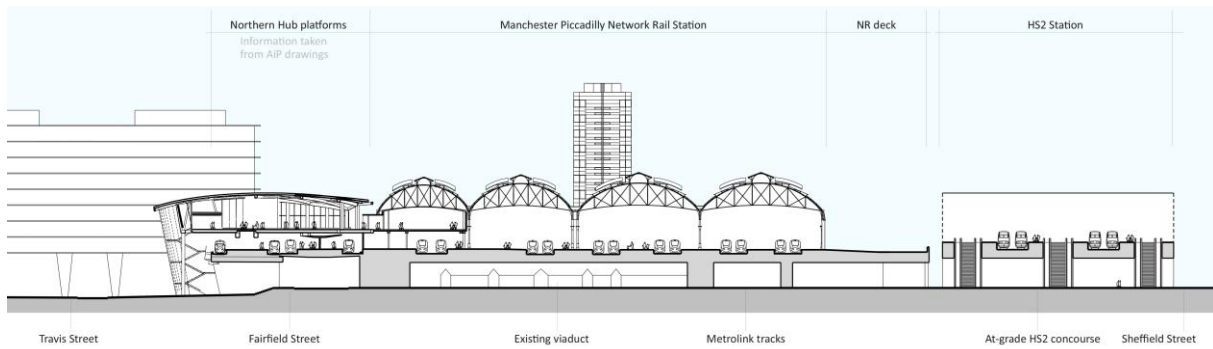 Northern Hub platforms
Manchester Piccadilly Network Rail Station
NR deck
HS2 Station
Information taken
from AiP drawings
Travis Street
Fairfield Street
Existing viaduct
Metrolink tracks
At-grade HS2 concourse
Sheffield Street